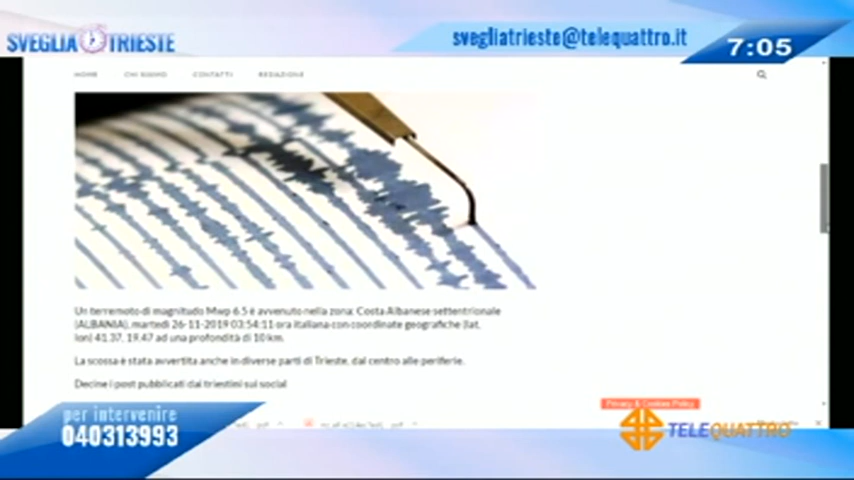 SVEGLIA TRIESTE
svegliatrieste@telequattro.it
7:05
HOME CHI SIAMO CONTATTI REDAZIONE
Un terremoto di magnitudo Mwp 6.5 è avvenuto nella zona: Costa Albanese settentrionale
(ALBANIA), martedì 26-11-2019 03:54:11 ora italiana con coordinate geografiche (lat,
lon) 41.37, 19.47 ad una profondità di 10 km.
La scossa è stata avvertita anche in diverse parti di Trieste, dal centro alle periferie.
Decine i post pubblicati dai triestini sui social
Privacy & Cookies Policy
per intervenire
040313993
TELEQUATTRO